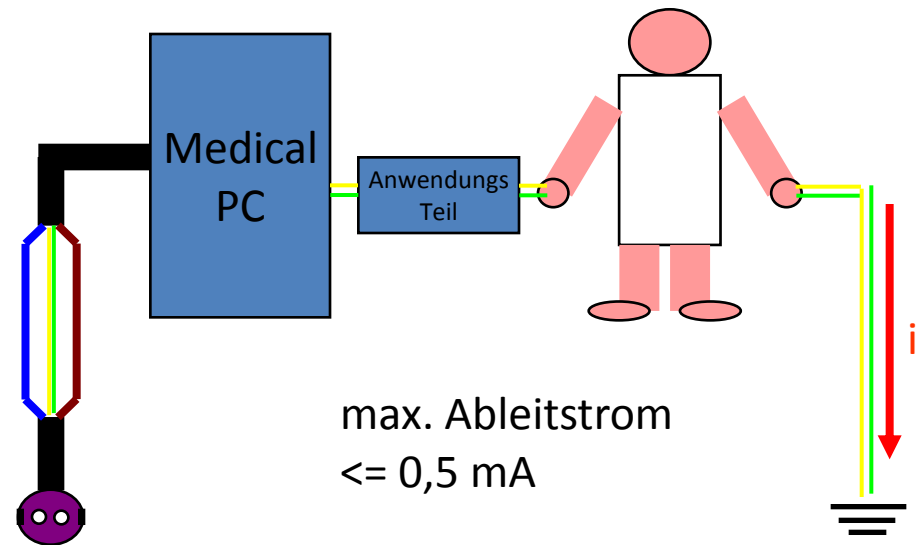 Medical
PC
Anwendungs
Teil
i
max. Ableitstrom
<= 0,5 mA